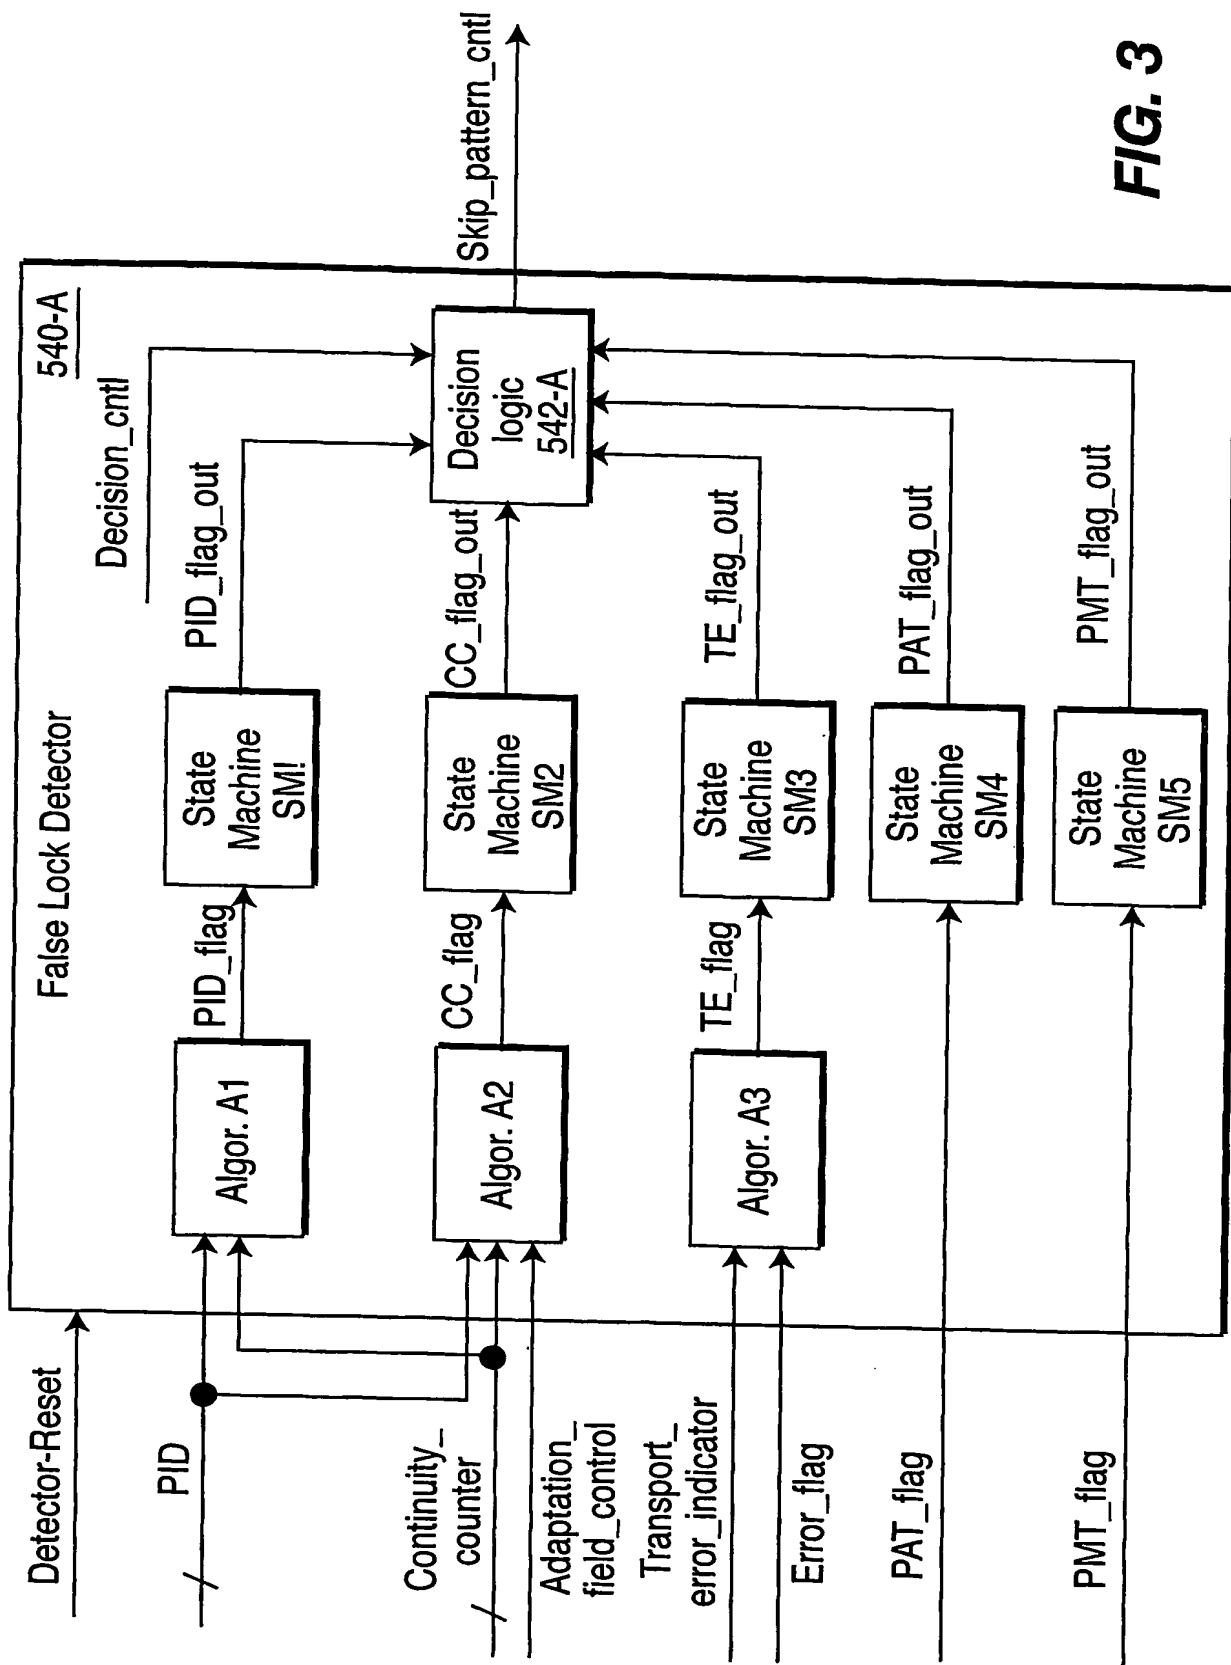 Detector-Reset
PID
Continuity_
counter
Adaptation_
field_control
Transport_
error_indicator
Error_flag
PAT_flag
PMT_flag
False Lock Detector
540-A
Algor. A1
PID_flag
State
Machine
SM!
PID_flag_out
Decision_cntl
Algor. A2
CC_flag
State
Machine
SM2
CC_flag_out
Decision
logic
542-A
Skip_pattern_cntl
Algor. A3
TE_flag
State
Machine
SM3
TE_flag_out
State
Machine
SM4
PAT_flag_out
State
Machine
SM5
PMT_flag_out
FIG. 3